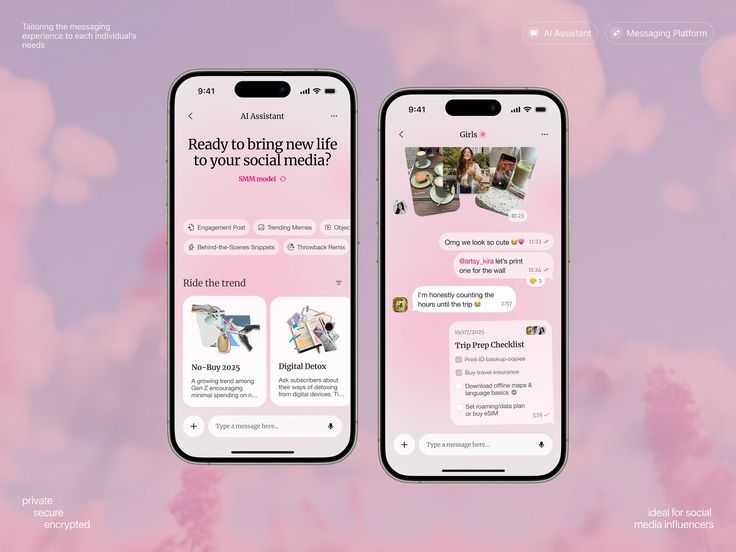 Tailoring the messaging
experience to each individual's
needs
AI Assistant
Messaging Platform
9:41
AI Assistant
Ready to bring new life
to your social media?
SMM model
Engagement Post
Trending Memes
Objec
Behind-the-Scenes Snippets
Throwback Remix
Ride the trend
No-Buy 2025
A growing trend among
Gen Z encouraging
minimal spending on n...
Digital Detox
Ask subscribers about
their ways of detoxing
from digital devices. Ti...
Type a message here...
9:41
Girls
11:23
Omg we look so cute 😭💗 11:23
@artsy_kira let's print
one for the wall
11:24
2
I'm honestly counting the
hours until the trip 😭 2:57
19/07/2025
Trip Prep Checklist
Print ID backup copies
Buy travel insurance
Download offline maps &
language basics
Set roaming/data plan
or buy eSIM
3:15
Type a message here...
private
secure
encrypted
ideal for social
media influencers